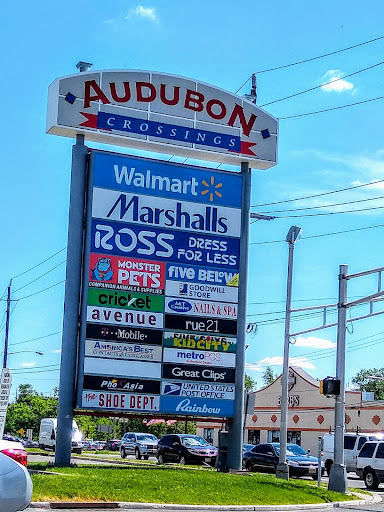 AUDUBON
CROSSINGS
Walmart
Marshalls
ROSS DRESS FOR LESS
MONSTER PETS
COMPANION ANIMALS & SUPPLIES
five BELOW
cricket
GOODWILL STORE
NAILS & SPA
avenue
rue21
T-Mobile
KIDCITY
AMERICA'S BEST
CONTACTS & EYEGLASSES
metroPCS
Great Clips
PHO ASIA
UNITED STATES POST OFFICE
THE SHOE DEPT.
Rainbow